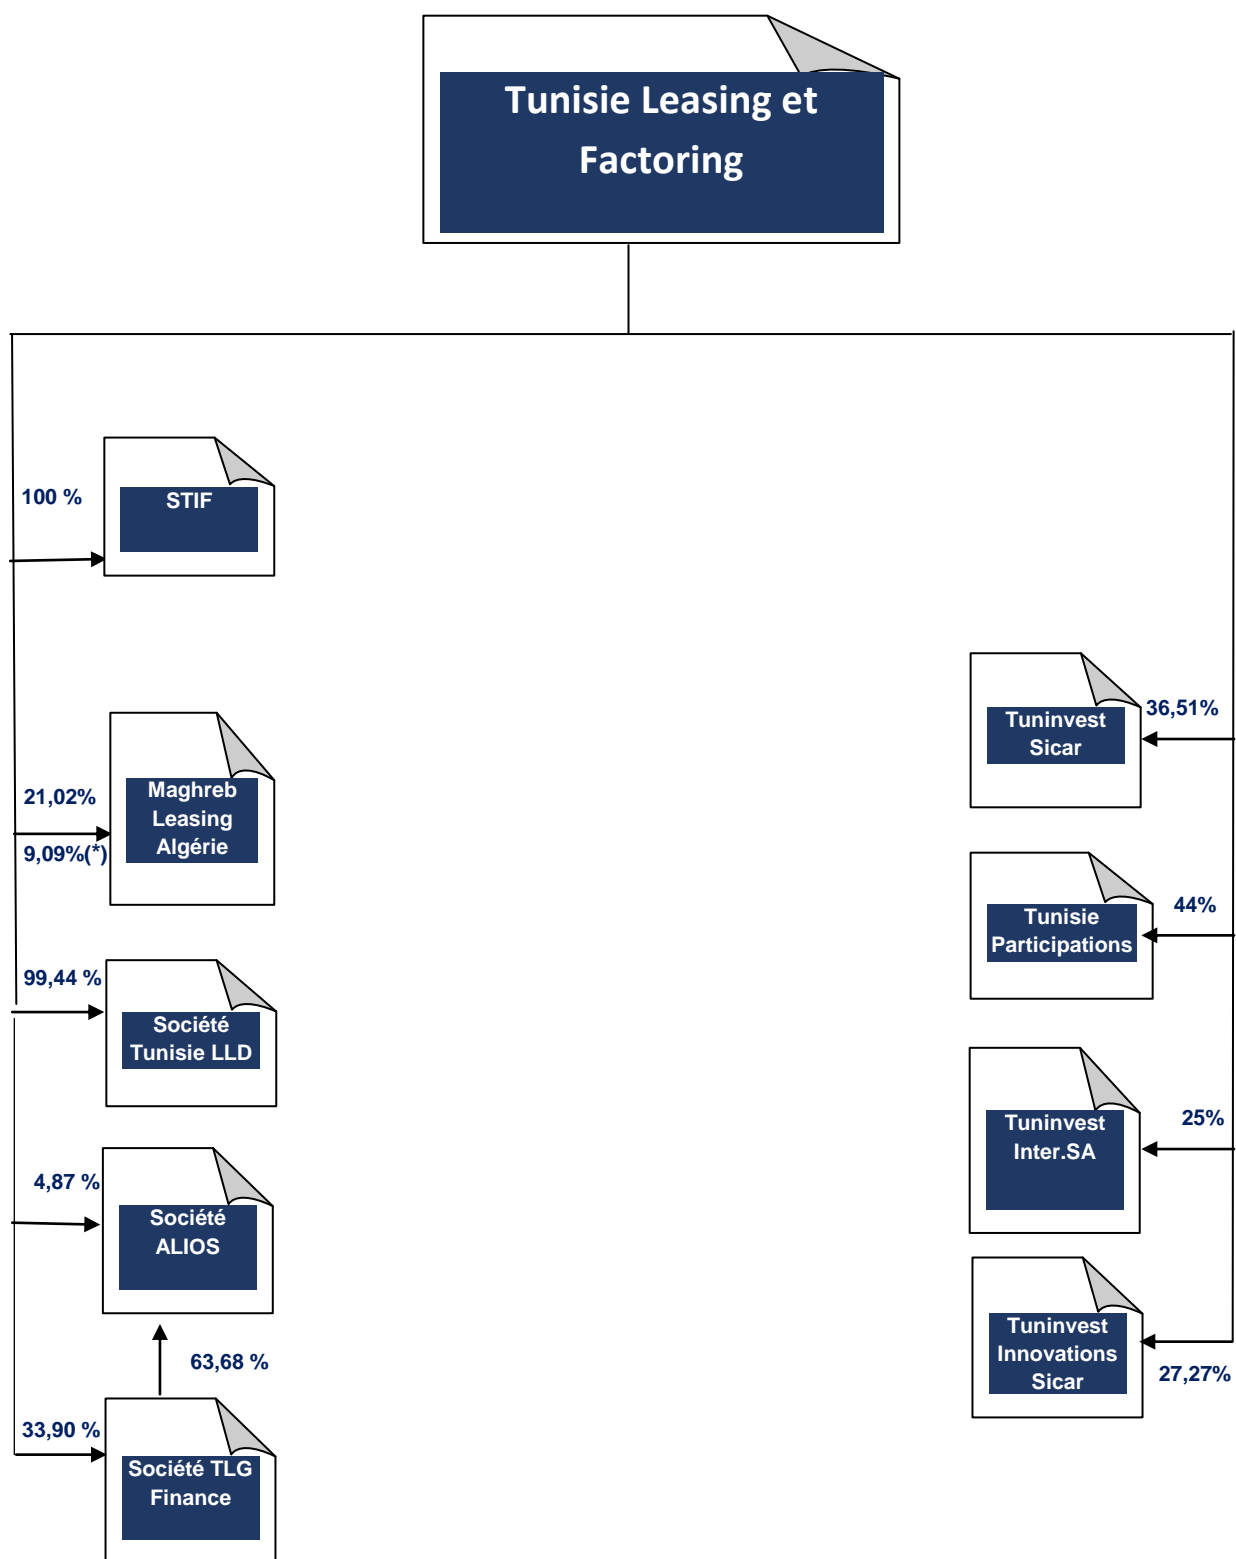 Tunisie Leasing et
Factoring
100 %
STIF
21,02%
9,09%(*)
Maghreb
Leasing
Algérie
99,44 %
Société
Tunisie LLD
4,87 %
Société
ALIOS
63,68 %
33,90 %
Société TLG
Finance
Tuninvest
Sicar
36,51%
Tunisie
Participations
44%
Tuninvest
Inter.SA
25%
Tuninvest
Innovations
Sicar
27,27%